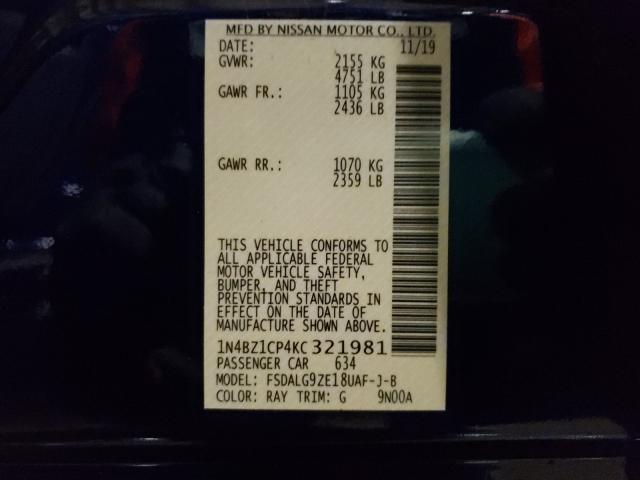 MFD BY NISSAN MOTOR CO., LTD.
DATE: 11/19
GVWR: 2155 KG
4751 LB
GAWR FR.: 1105 KG
2436 LB
GAWR RR.: 1070 KG
2359 LB
THIS VEHICLE CONFORMS TO
ALL APPLICABLE FEDERAL
MOTOR VEHICLE SAFETY,
BUMPER, AND THEFT
PREVENTION STANDARDS IN
EFFECT ON THE DATE OF
MANUFACTURE SHOWN ABOVE.
1N4BZ1CP4KC 321981
PASSENGER CAR 634
MODEL: FSDALG9ZE18UAF-J-B
COLOR: RAY TRIM: G 9N00A